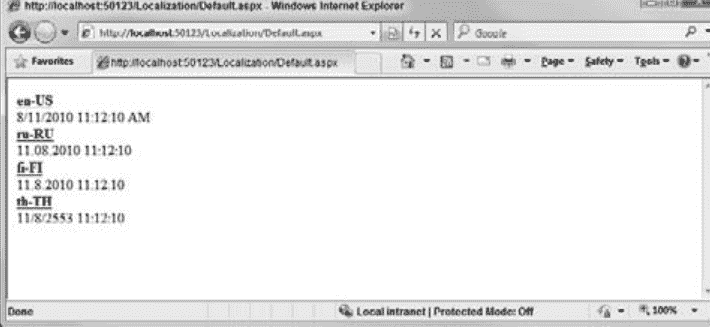 http://localhost:50123/Localization/Default.aspx - Windows Internet Explorer
http://localhost:50123/Localization/Default.aspx Google
Favorites http://localhost:50123/Localization/Default.aspx Page Safety Tools
en-US
8/11/2010 11:12:10 AM
ru-RU
11.08.2010 11:12:10
fi-FI
11.8.2010 11.12.10
th-TH
11/8/2553 11:12:10
Done Local intranet | Protected Mode: Off 100%